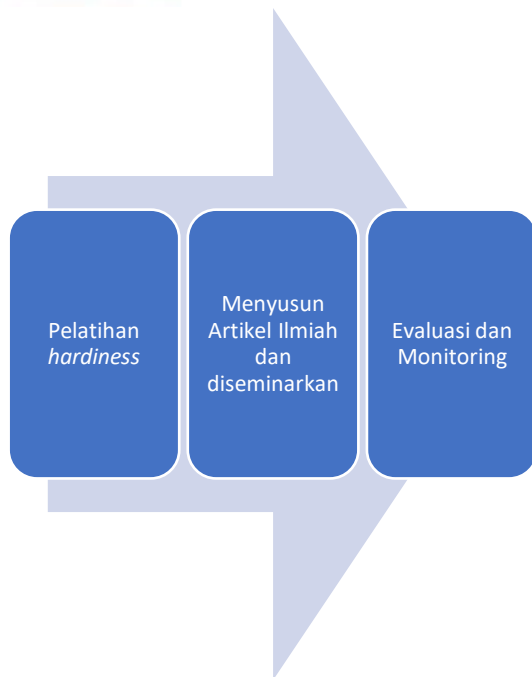 Pelatihan
hardiness
Menyusun
Artikel Ilmiah
dan
diseminarkan
Evaluasi dan
Monitoring